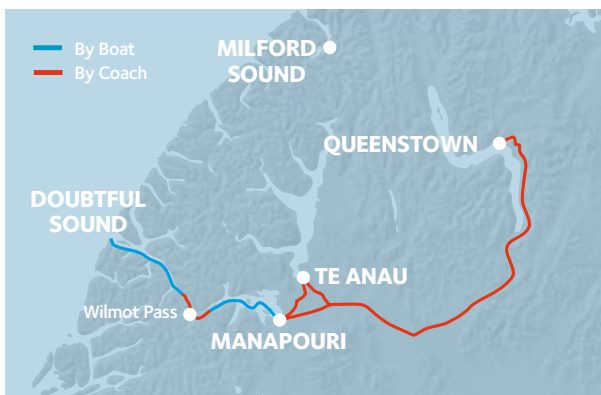 By Boat
By Coach
MILFORD
SOUND
QUEENSTOWN
DOUBTFUL
SOUND
TE ANAU
Wilmot Pass
MANAPOURI